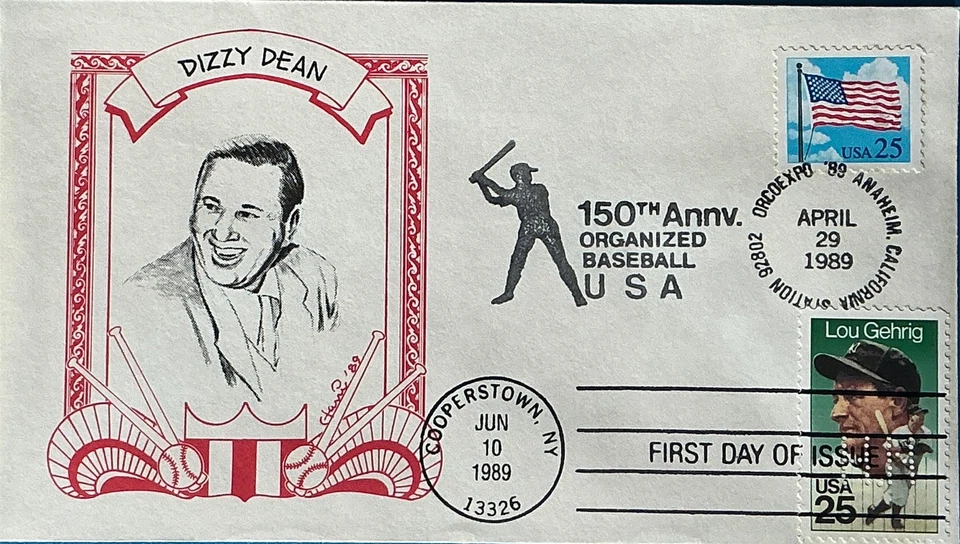 DIZZY DEAN
'89
150TH Annv.
ORGANIZED
BASEBALL
USA
USA 25
ORCOEXPO '89 ANAHEIM, CALIFORNIA STATION 92802
APRIL
29
1989
Lou Gehrig
USA
25
COOPERSTOWN, NY
JUN
10
1989
13326
FIRST DAY OF ISSUE